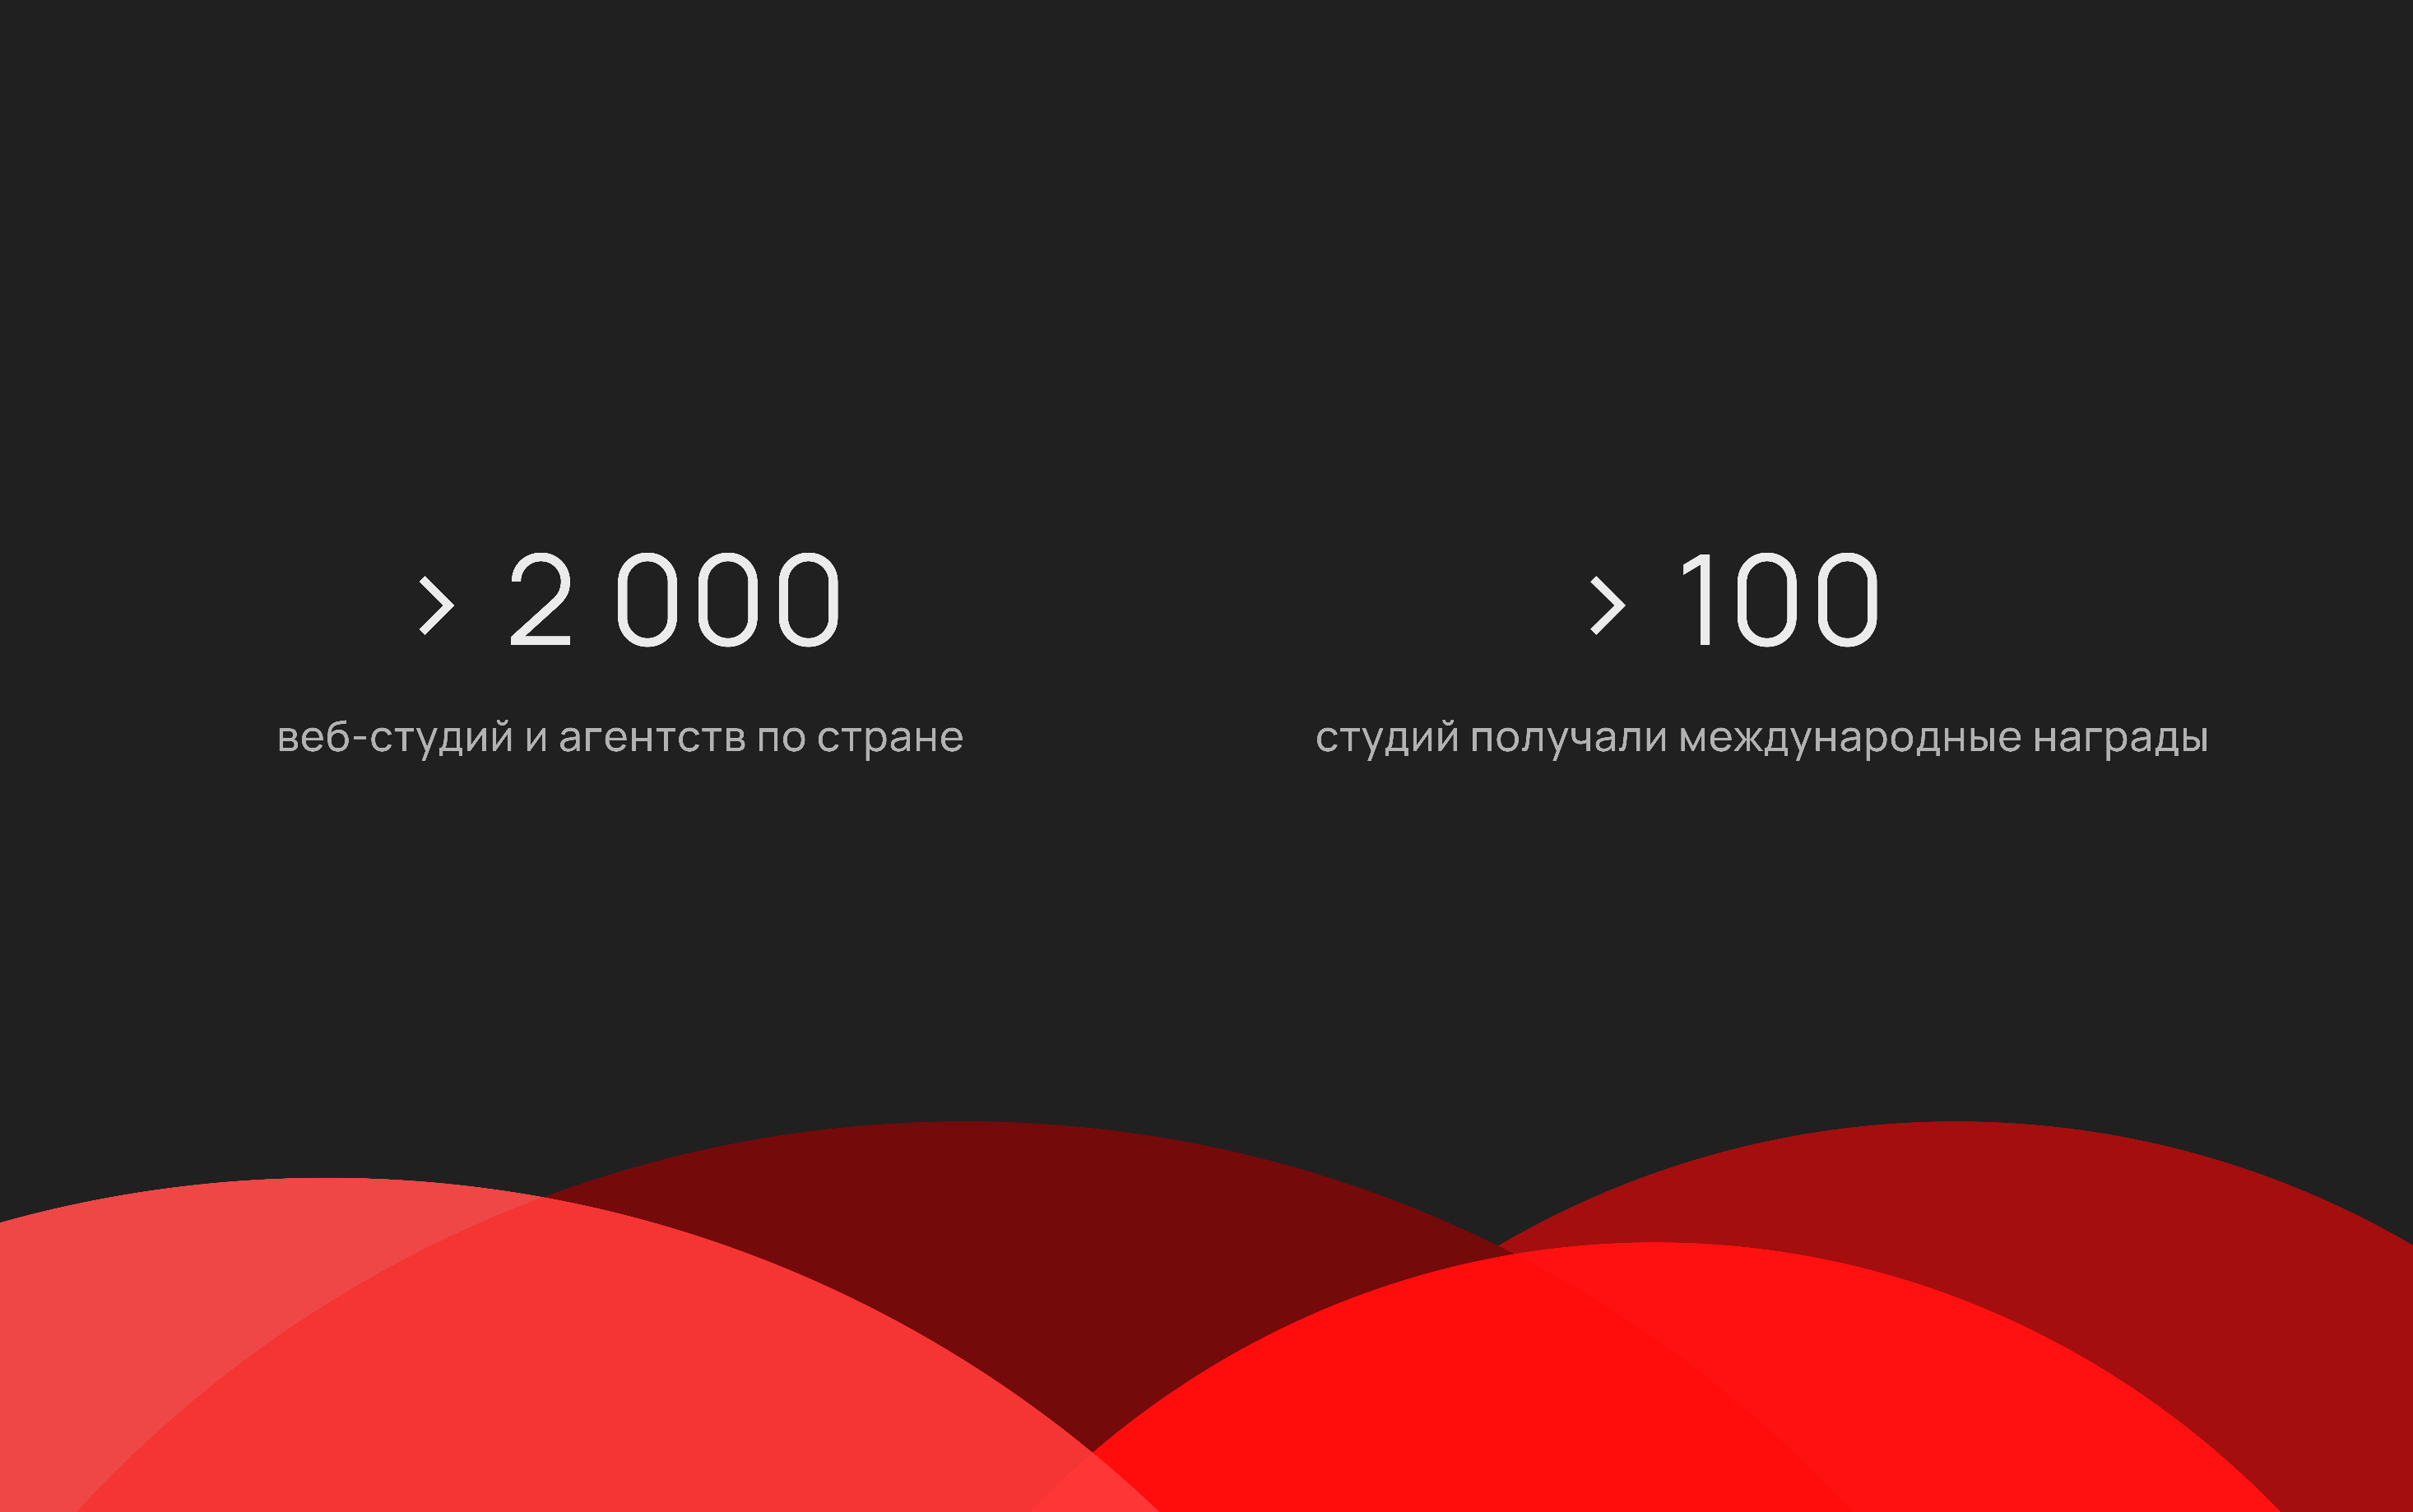 > 2 000
веб-студий и агентств по стране
> 100
студий получали международные награды